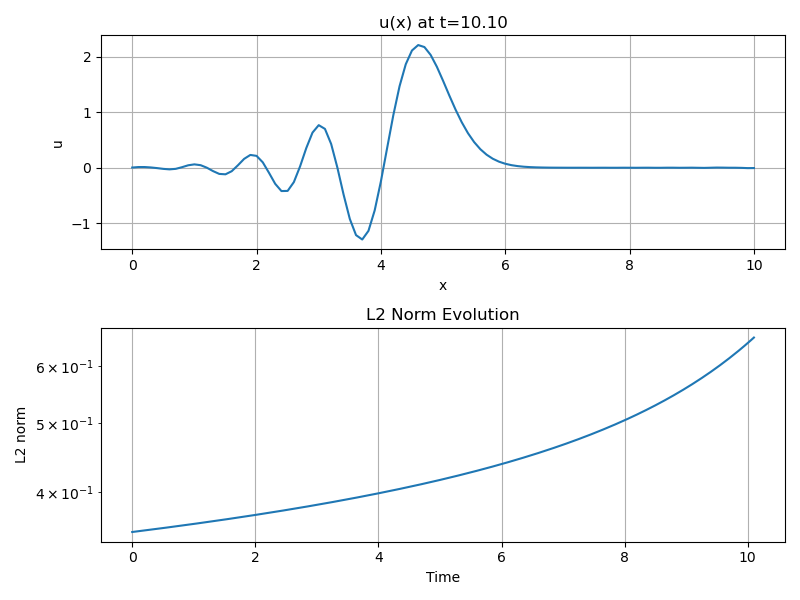 u(x) at t=10.10
u
2
1
0
−1
0 2 4 6 8 10
x
L2 Norm Evolution
L2 norm
6 × 10⁻¹
5 × 10⁻¹
4 × 10⁻¹
0 2 4 6 8 10
Time